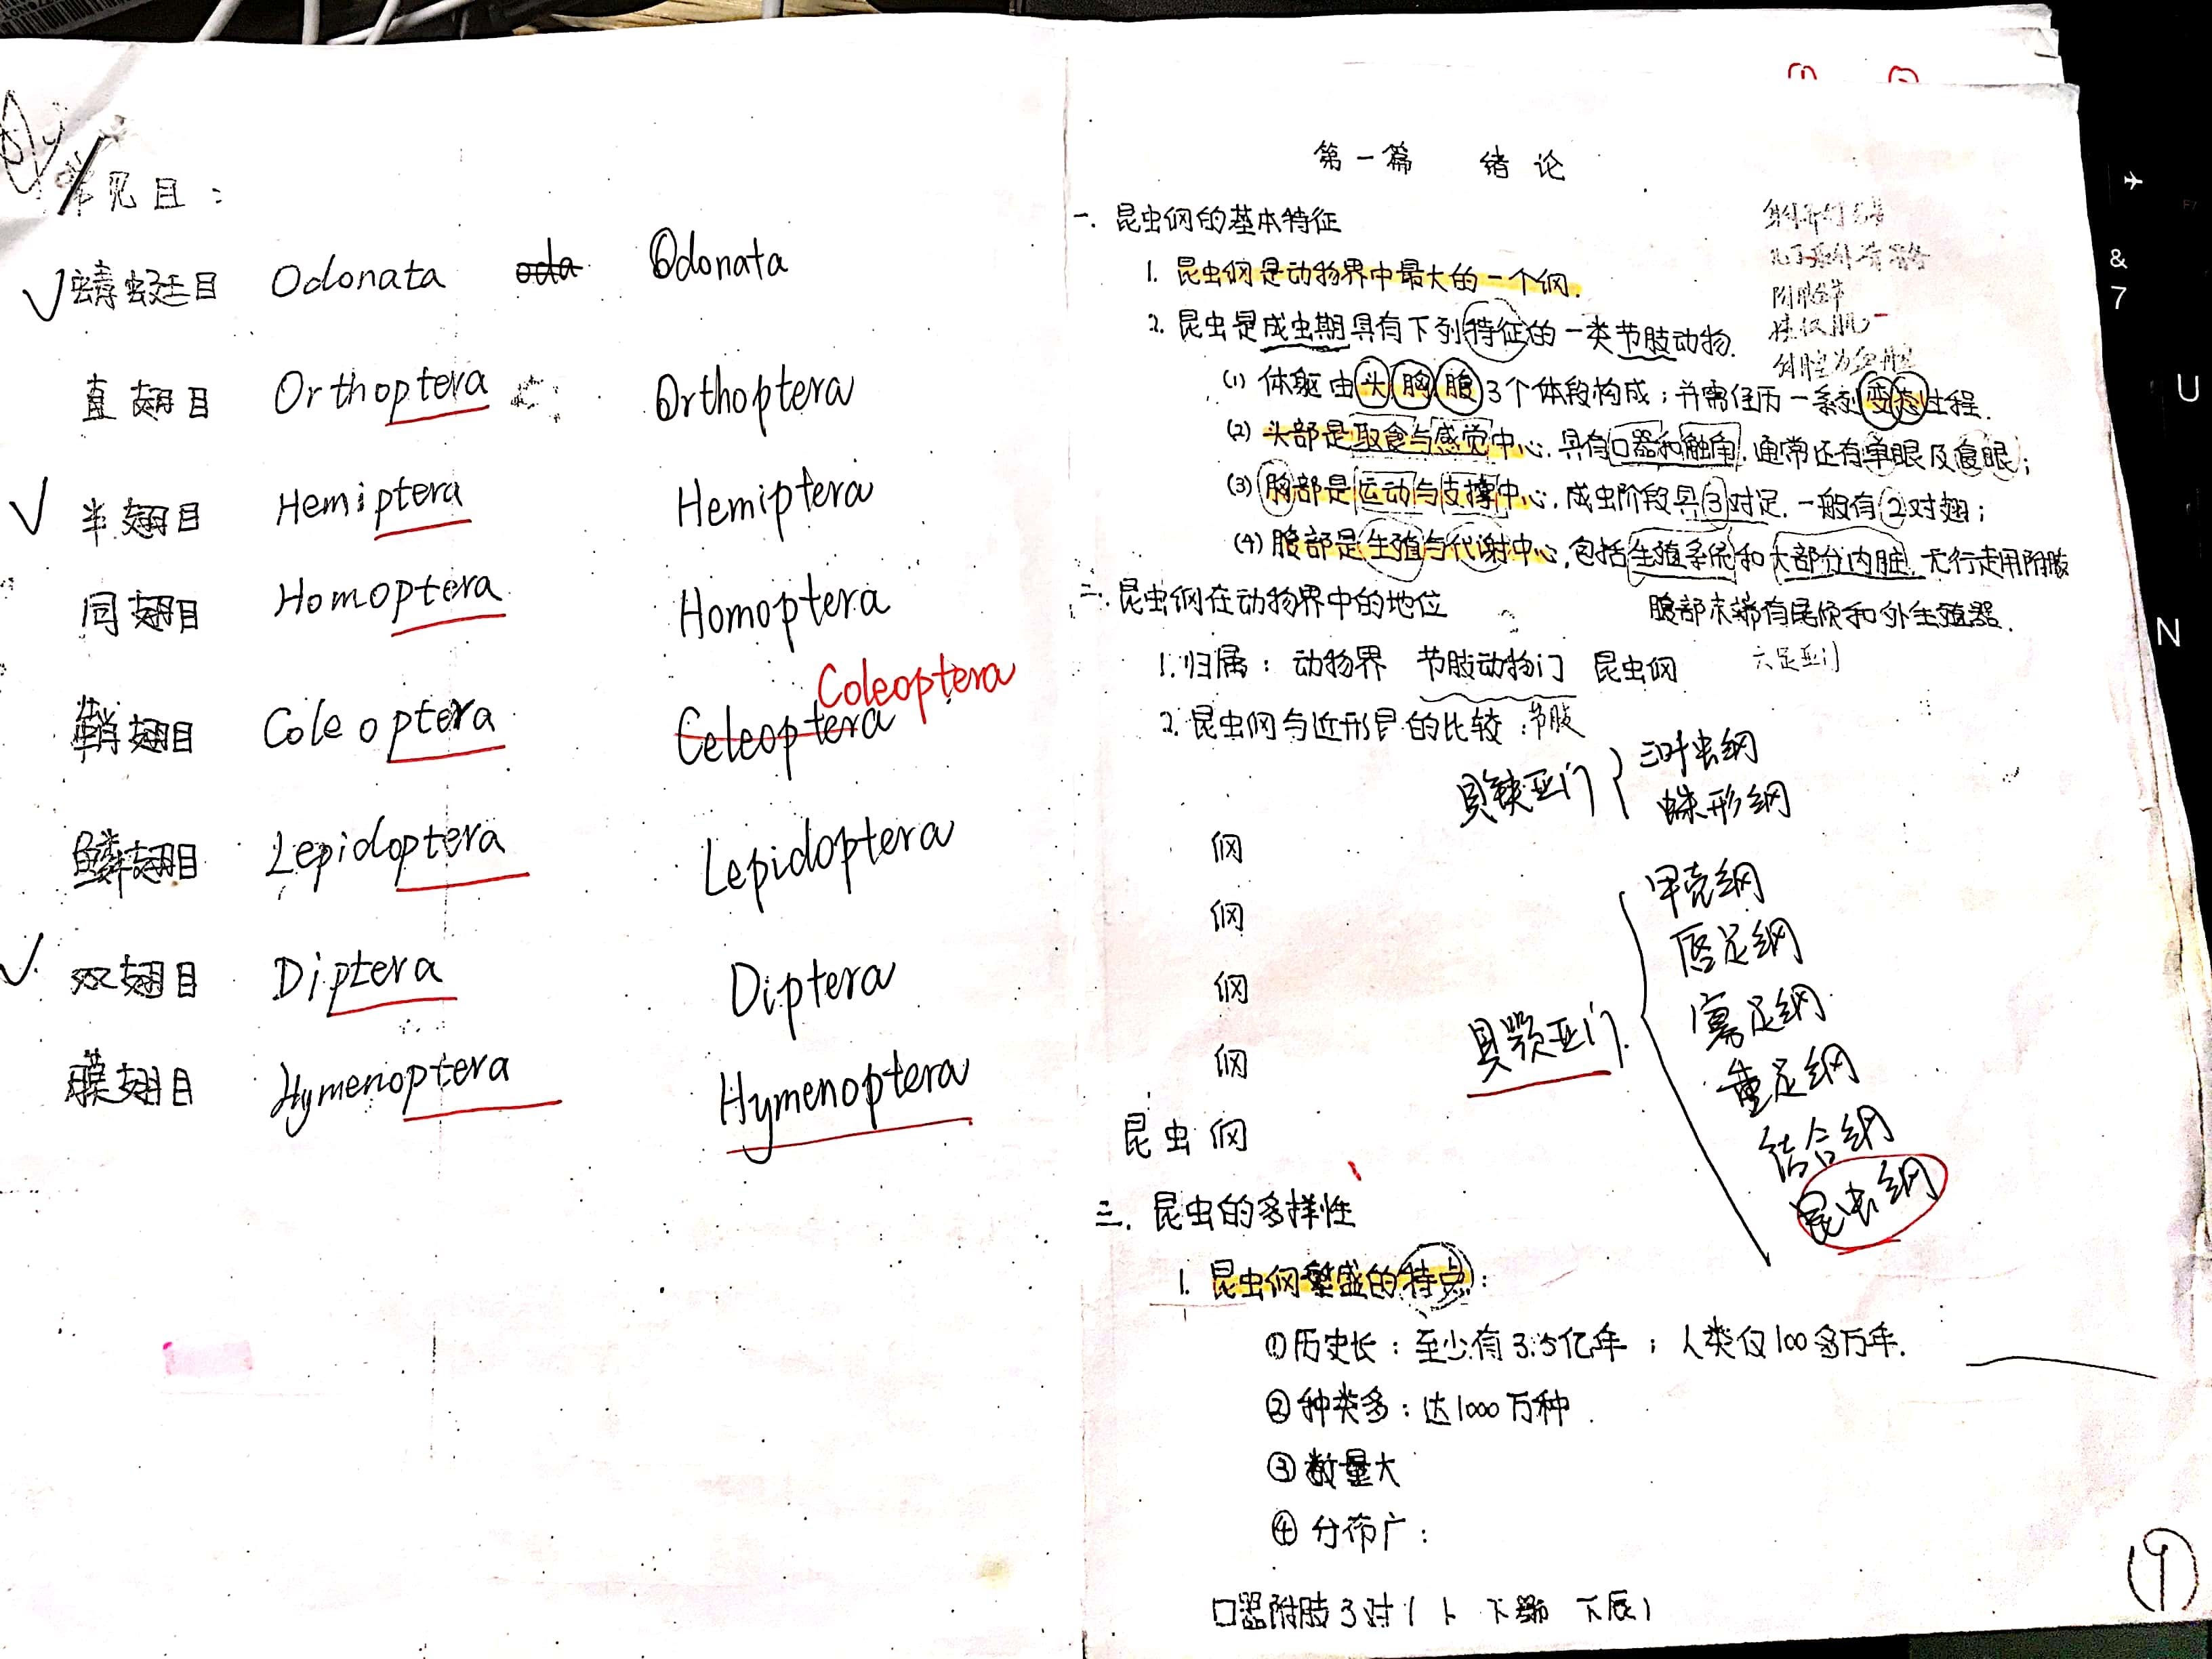 常见目：
蜻蜓目 Odonata oda Odonata
直翅目 Orthoptera Orthoptera
半翅目 Hemiptera Hemiptera
同翅目 Homoptera Homoptera
Coleoptera
鞘翅目 Coleoptera Celeoptera
鳞翅目 Lepidoptera Lepidoptera
双翅目 Diptera Diptera
膜翅目 Hymenoptera Hymenoptera
第一篇 绪论
一. 昆虫纲的基本特征
1. 昆虫纲是动物界中最大的一个纲.
2. 昆虫是成虫期具有下列特征的一类节肢动物.
(1) 体躯由头胸腹3个体段构成；并需经历一系列变态过程.
(2) 头部是取食与感觉中心，具有口器和触角，通常还有单眼及复眼；
(3) 胸部是运动与支撑中心，成虫阶段具3对足，一般有2对翅；
(4) 腹部是生殖与代谢中心，包括生殖系统和大部分内脏，无行走用附肢
腹部末端有尾须和外生殖器.
二. 昆虫纲在动物界中的地位
1. 归属：动物界 节肢动物门 昆虫纲
六足亚门
2. 昆虫纲与近形 的比较：节肢
具螯亚门 { 三叶虫纲
蛛形纲
纲
纲
纲
纲
昆虫纲
具颚亚门
甲壳纲
唇足纲
寡足纲
重足纲
结合纲
昆虫纲
三. 昆虫的多样性
1. 昆虫纲繁盛的特点：
①历史长：至少有3.5亿年；人类仅100多万年.
②种类多：达1000万种.
③数量大
④分布广：
口器附肢3对
①
& 7
U
N